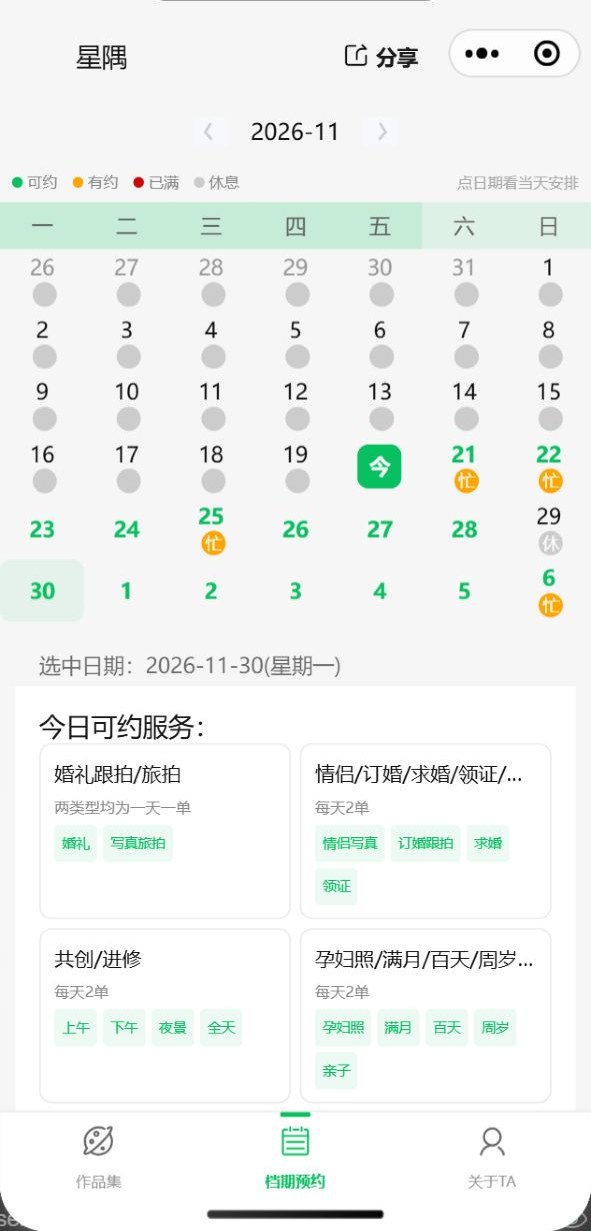 星隅 分享
2026-11
可约 有约 已满 休息 点日期看当天安排
一 二 三 四 五 六 日
26 27 28 29 30 31 1
2 3 4 5 6 7 8
9 10 11 12 13 14 15
16 17 18 19 今 21 22
忙 忙
23 24 25 26 27 28 29
忙 休
30 1 2 3 4 5 6
忙
选中日期：2026-11-30(星期一)
今日可约服务：
婚礼跟拍/旅拍
两类型均为一天一单
婚礼 写真旅拍
情侣/订婚/求婚/领证/...
每天2单
情侣写真 订婚跟拍 求婚
领证
共创/进修
每天2单
上午 下午 夜景 全天
孕妇照/满月/百天/周岁...
每天2单
孕妇照 满月 百天 周岁
亲子
作品集 档期预约 关于TA